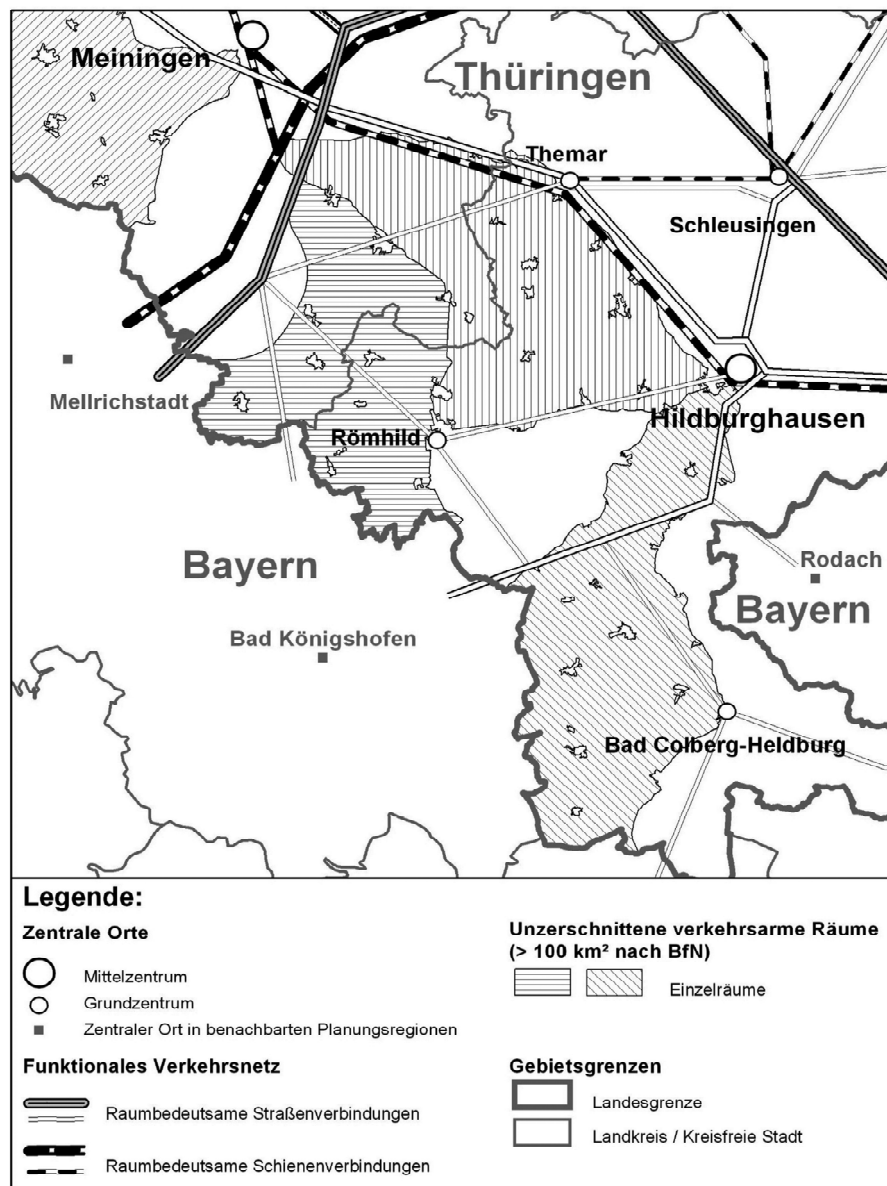 Meiningen
Thüringen
Themar
Schleusingen
Mellrichstadt
Hildburghausen
Römhild
Bayern
Rodach
Bayern
Bad Königshofen
Bad Colberg-Heldburg
Legende:
Zentrale Orte
Mittelzentrum
Grundzentrum
Zentraler Ort in benachbarten Planungsregionen
Funktionales Verkehrsnetz
Raumbedeutsame Straßenverbindungen
Raumbedeutsame Schienenverbindungen
Unzerschnittene verkehrsarme Räume
(> 100 km² nach BfN)
Einzelräume
Gebietsgrenzen
Landesgrenze
Landkreis / Kreisfreie Stadt